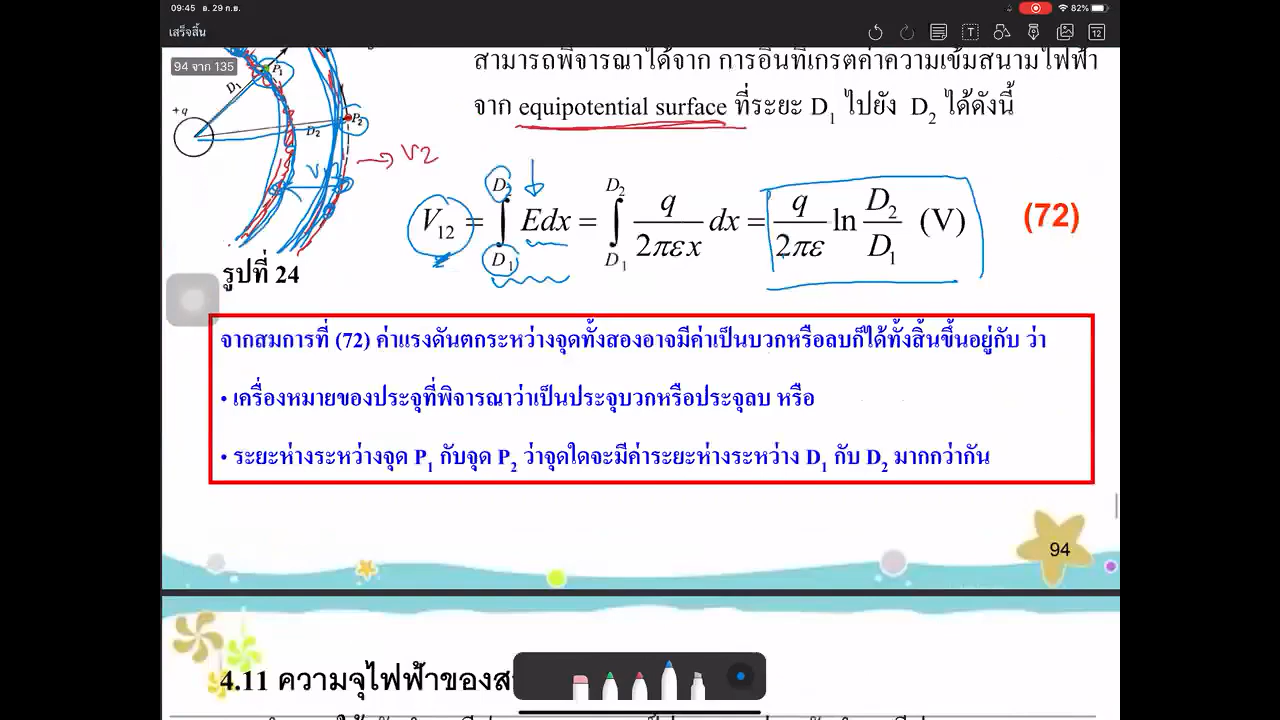 09:45 อ. 29 ก.ย.
82%
เสร็จสิ้น
94 จาก 135
สามารถพิจารณาได้จาก การอินทิเกรตค่าความเข้มสนามไฟฟ้า
จาก equipotential surface ที่ระยะ D₁ ไปยัง D₂ ได้ดังนี้
+q D₁ P₁ D₂ P₂
V V2
V₁₂ = ∫_{D₁}^{D₂} Edx = ∫_{D₁}^{D₂} q/(2πεx) dx = q/(2πε) ln D₂/D₁ (V) (72)
รูปที่ 24
จากสมการที่ (72) ค่าแรงดันตกระหว่างจุดทั้งสองอาจมีค่าเป็นบวกหรือลบก็ได้ทั้งสิ้นขึ้นอยู่กับ ว่า
• เครื่องหมายของประจุที่พิจารณาว่าเป็นประจุบวกหรือประจุลบ หรือ
• ระยะห่างระหว่างจุด P₁ กับจุด P₂ ว่าจุดใดจะมีค่าระยะห่างระหว่าง D₁ กับ D₂ มากกว่ากัน
94
4.11 ความจุไฟฟ้าของ